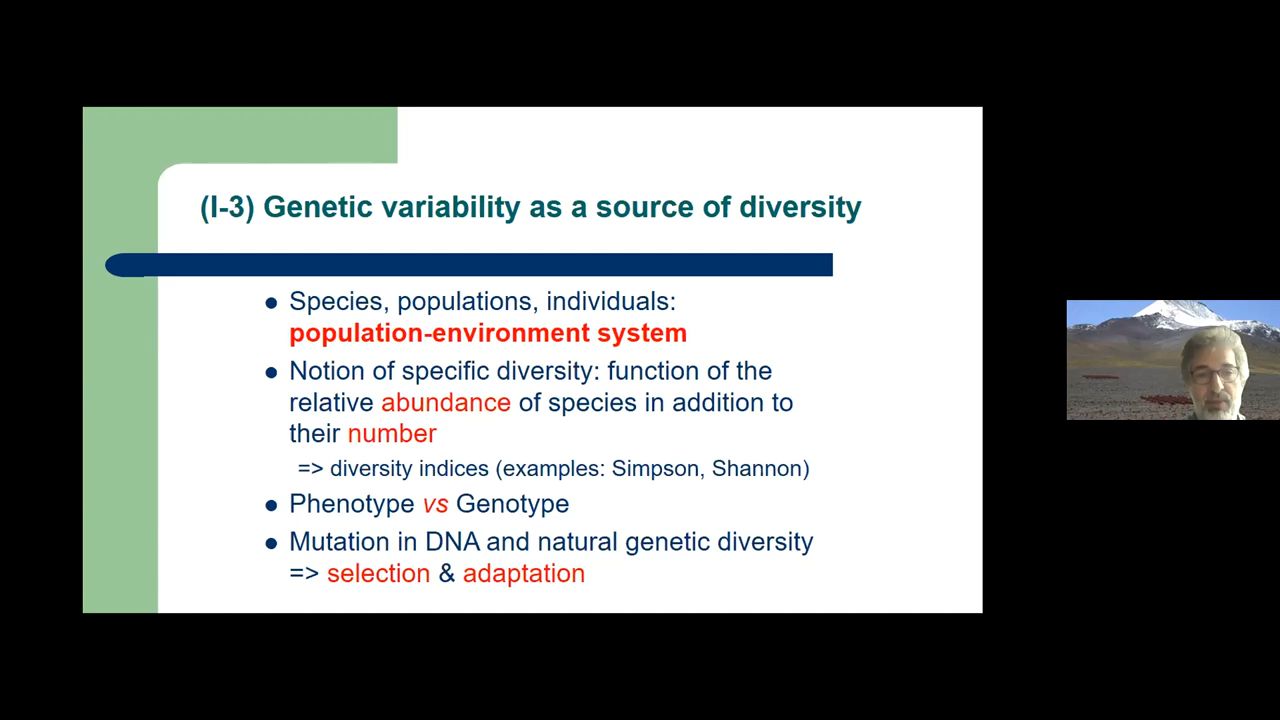 (I-3) Genetic variability as a source of diversity
● Species, populations, individuals:
population-environment system
● Notion of specific diversity: function of the
relative abundance of species in addition to
their number
=> diversity indices (examples: Simpson, Shannon)
● Phenotype vs Genotype
● Mutation in DNA and natural genetic diversity
=> selection & adaptation